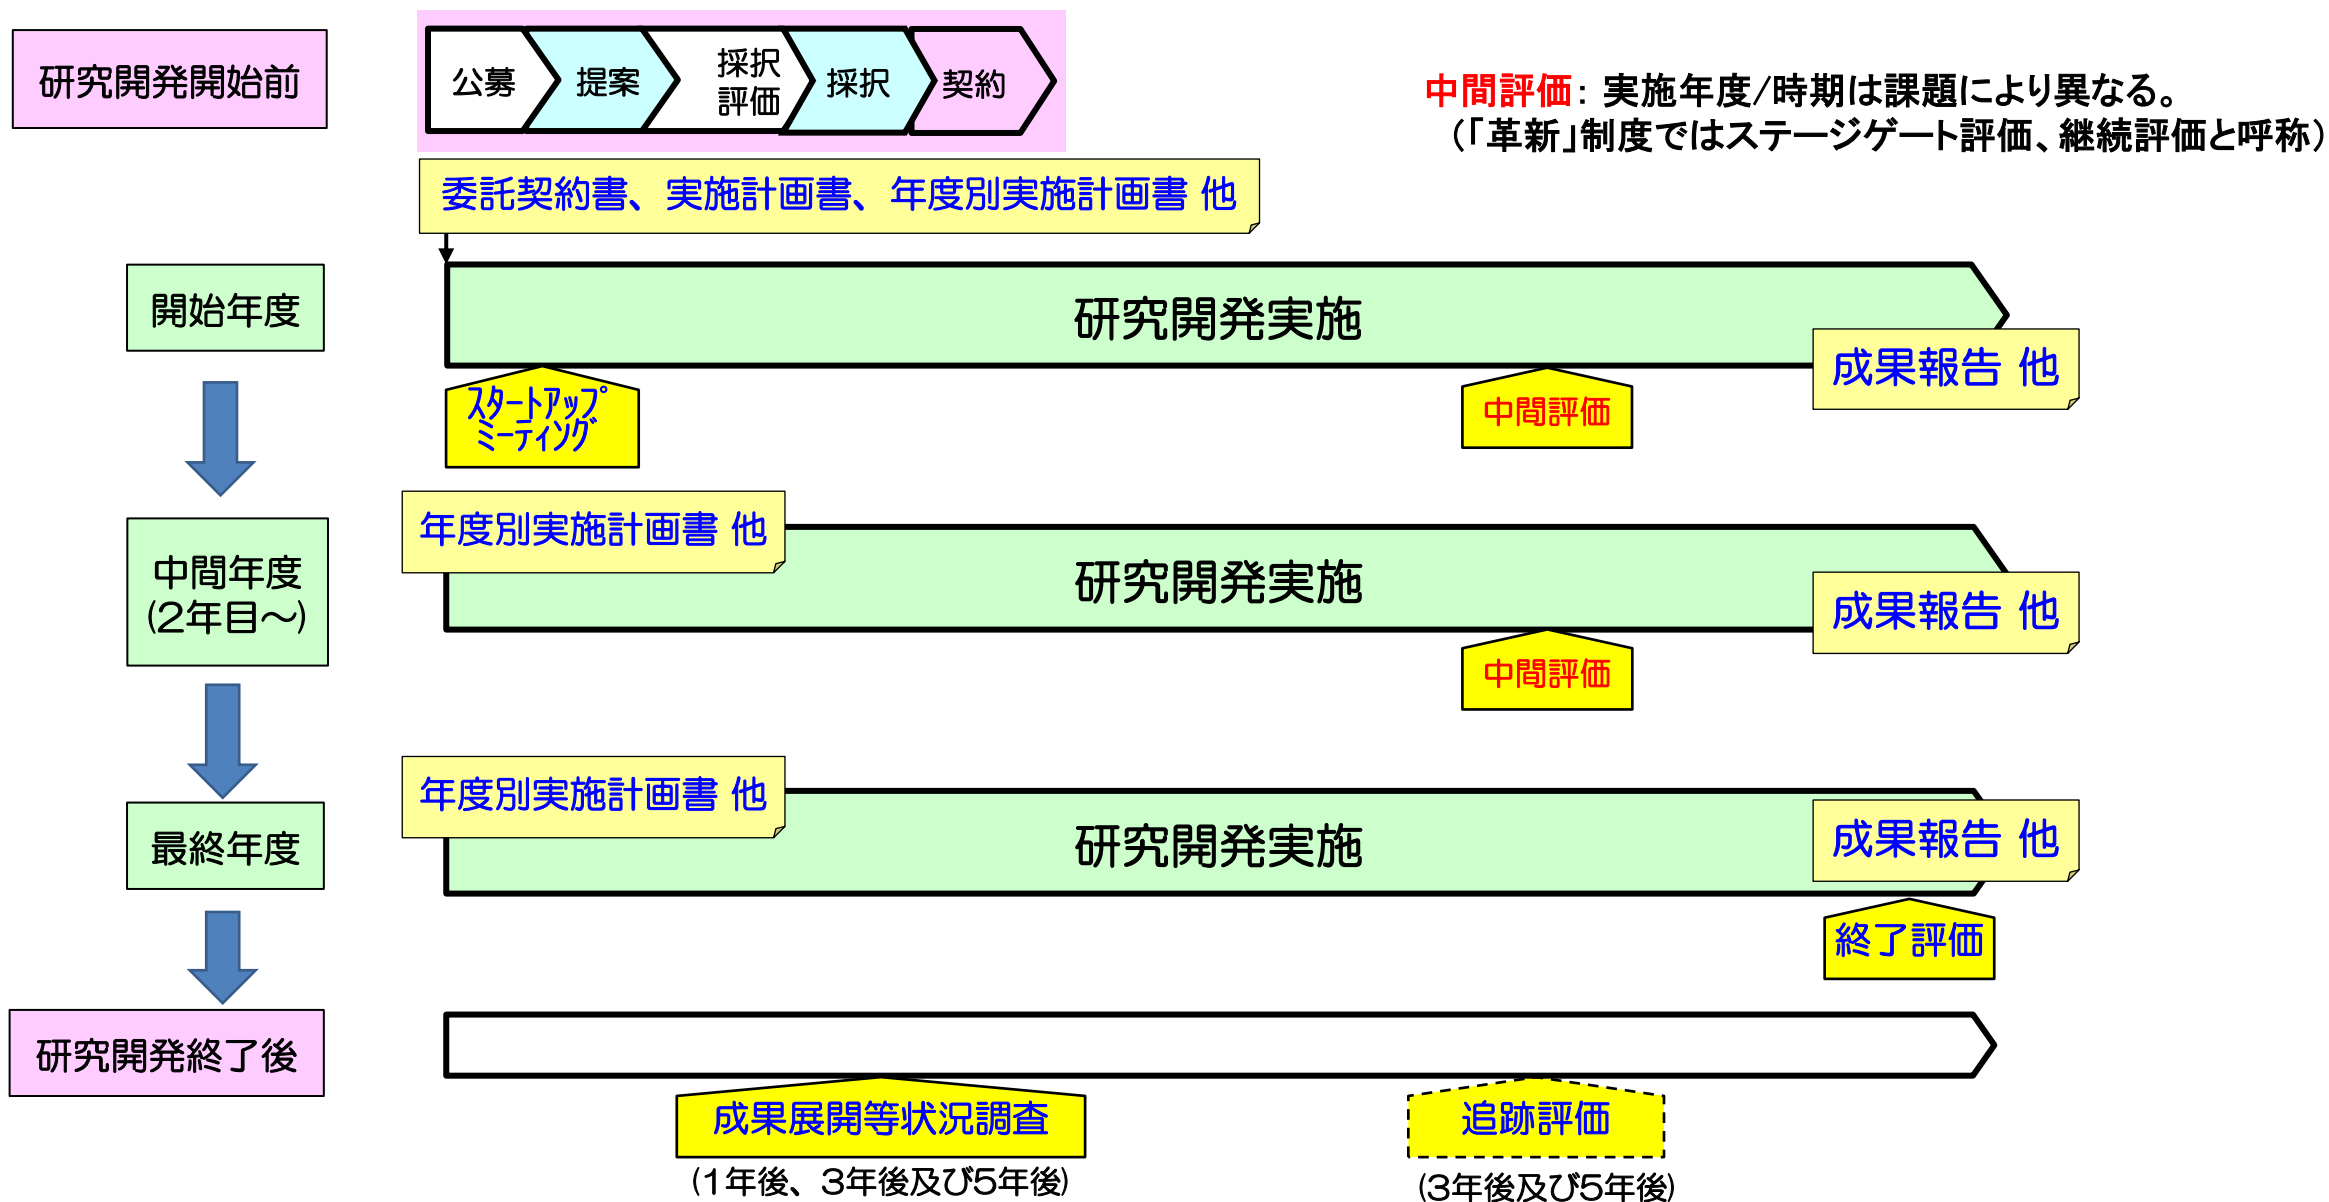 研究開発開始前
公募
提案
採択
評価
採択
契約
中間評価：実施年度/時期は課題により異なる。
（「革新」制度ではステージゲート評価、継続評価と呼称）
委託契約書、実施計画書、年度別実施計画書 他
開始年度
研究開発実施
成果報告 他
ｽﾀｰﾄｱｯﾌﾟ
ﾐｰﾃｨﾝｸﾞ
中間評価
年度別実施計画書 他
中間年度
(2年目～)
研究開発実施
成果報告 他
中間評価
年度別実施計画書 他
最終年度
研究開発実施
成果報告 他
終了評価
研究開発終了後
成果展開等状況調査
(1年後、3年後及び5年後)
追跡評価
(3年後及び5年後)